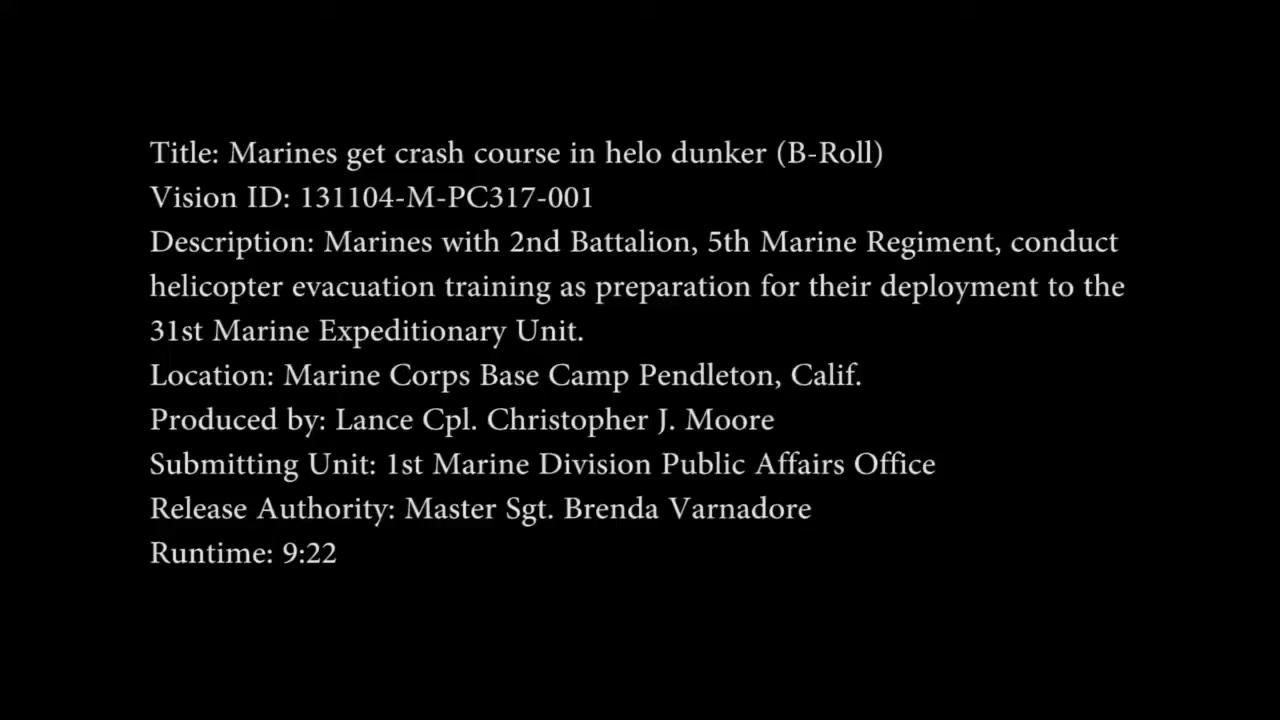 Title: Marines get crash course in helo dunker (B-Roll)
Vision ID: 131104-M-PC317-001
Description: Marines with 2nd Battalion, 5th Marine Regiment, conduct
helicopter evacuation training as preparation for their deployment to the
31st Marine Expeditionary Unit.
Location: Marine Corps Base Camp Pendleton, Calif.
Produced by: Lance Cpl. Christopher J. Moore
Submitting Unit: 1st Marine Division Public Affairs Office
Release Authority: Master Sgt. Brenda Varnadore
Runtime: 9:22